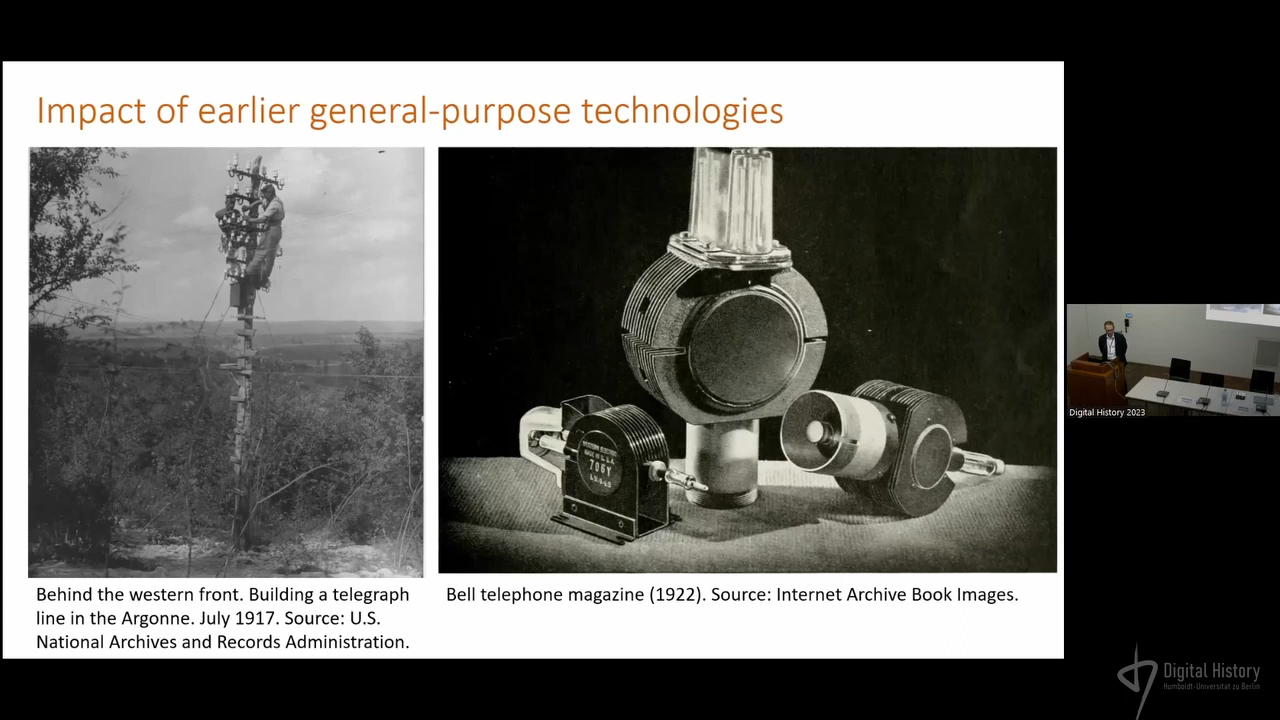 Impact of earlier general-purpose technologies
706Y
Behind the western front. Building a telegraph
line in the Argonne. July 1917. Source: U.S.
National Archives and Records Administration.
Bell telephone magazine (1922). Source: Internet Archive Book Images.
Digital History 2023
Digital History
Humboldt-Universität zu Berlin